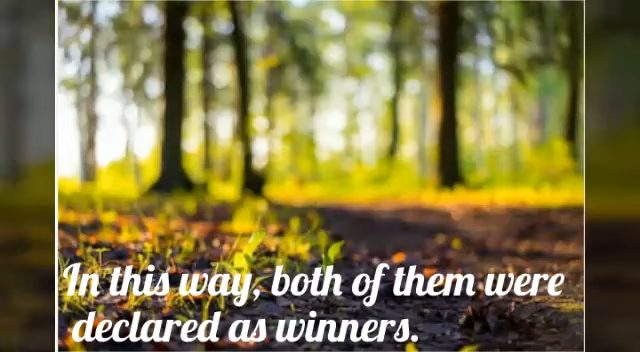 In this way, both of them were
declared as winners.